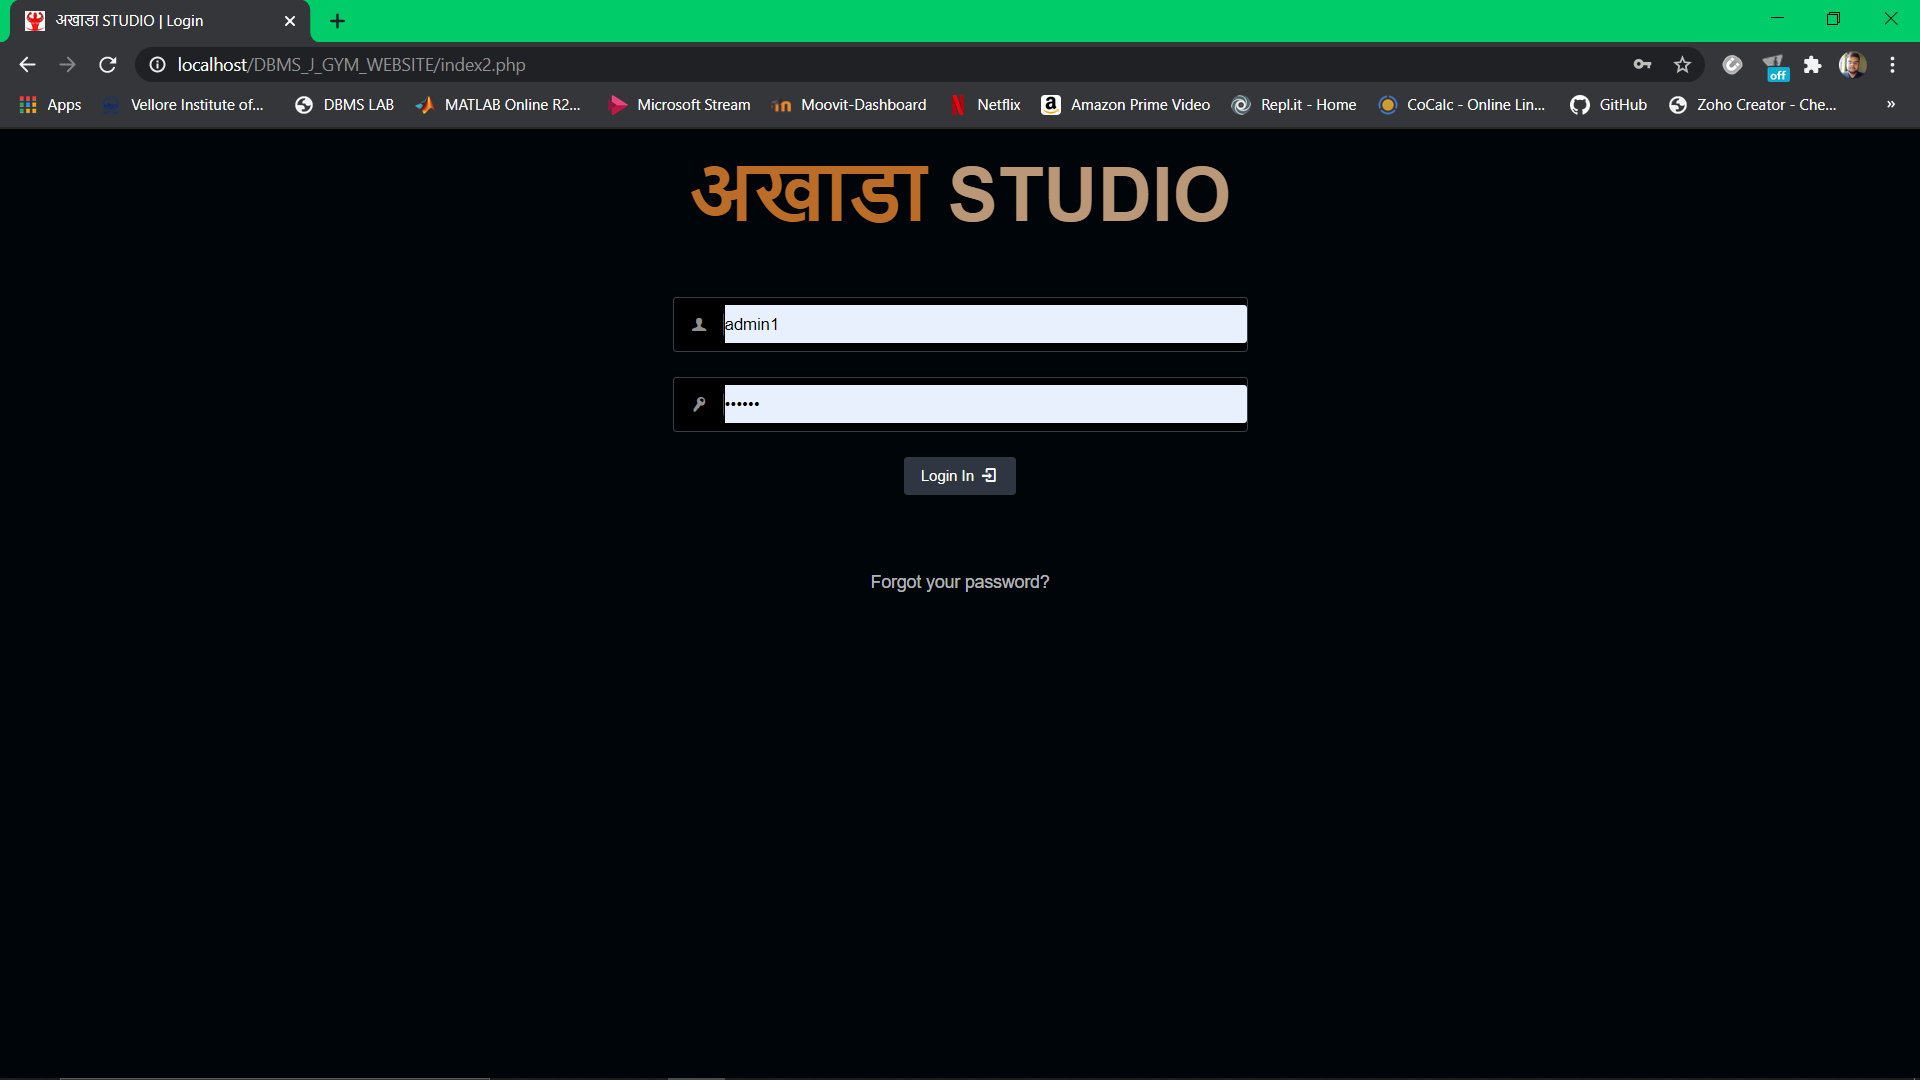 अखाडा STUDIO | Login
localhost/DBMS_J_GYM_WEBSITE/index2.php
off
Apps Vellore Institute of... DBMS LAB MATLAB Online R2... Microsoft Stream Moovit-Dashboard Netflix Amazon Prime Video Repl.it - Home CoCalc - Online Lin... GitHub Zoho Creator - Che... »
अखाडा STUDIO
admin1
••••••
Login In
Forgot your password?